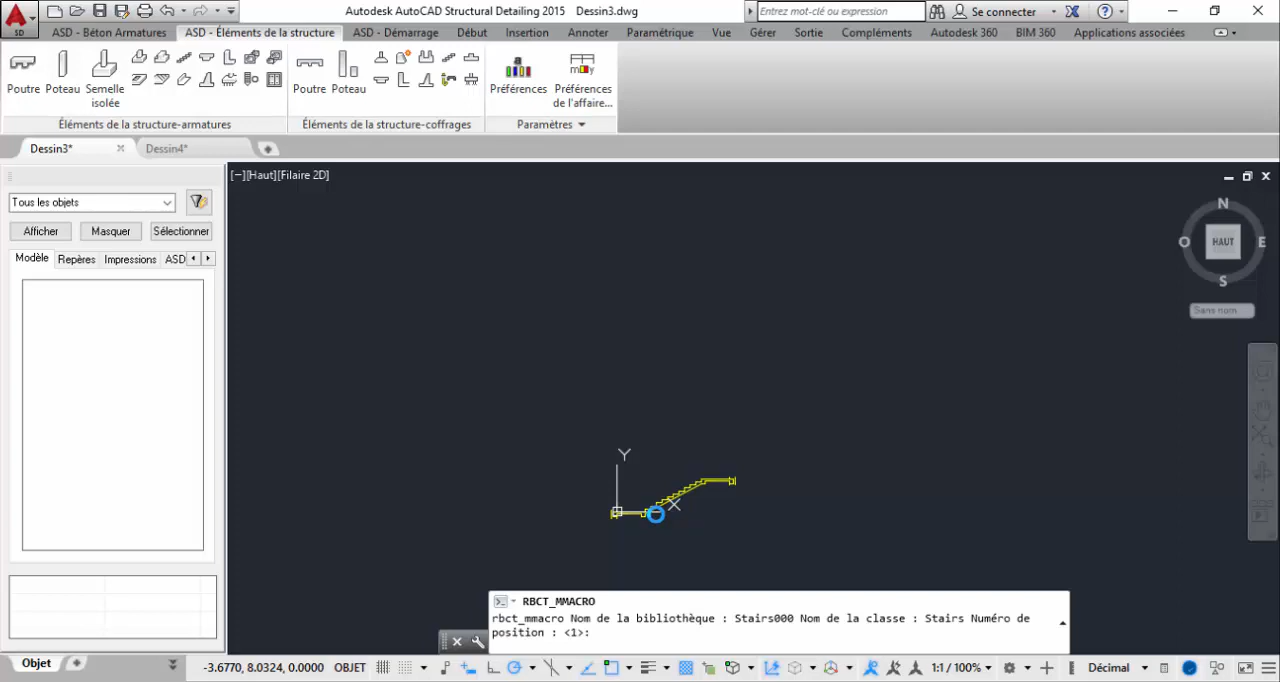 Autodesk AutoCAD Structural Detailing 2015 Dessin3.dwg
Entrez mot-clé ou expression
Se connecter
SD
ASD - Béton Armatures
ASD - Éléments de la structure
ASD - Démarrage
Début
Insertion
Annoter
Paramétrique
Vue
Gérer
Sortie
Compléments
Autodesk 360
BIM 360
Applications associées
Poutre
Poteau
Semelle
isolée
Poutre
Poteau
Préférences
Préférences
de l'affaire...
Éléments de la structure-armatures
Éléments de la structure-coffrages
Paramètres
Dessin3*
Dessin4*
[−][Haut][Filaire 2D]
Tous les objets
Afficher
Masquer
Sélectionner
Modèle
Repères
Impressions
ASD
N
O
HAUT
E
S
Sans nom
Y
X
RBCT_MMACRO
rbct_mmacro Nom de la bibliothèque : Stairs000 Nom de la classe : Stairs Numéro de
position : <1>:
Objet
-3.6770, 8.0324, 0.0000
OBJET
1:1 / 100%
Décimal